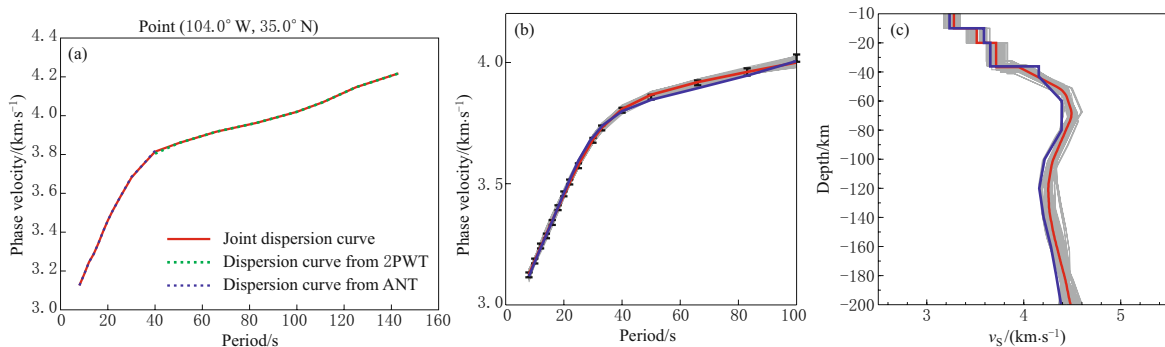 Point (104.0° W, 35.0° N)
(a)
4.4
4.2
4.0
3.8
3.6
3.4
3.2
3.0
Phase velocity/(km·s⁻¹)
Joint dispersion curve
Dispersion curve from 2PWT
Dispersion curve from ANT
0 20 40 60 80 100 120 140 160
Period/s
(b)
4.0
3.5
3.0
Phase velocity/(km·s⁻¹)
0 20 40 60 80 100
Period/s
(c)
−10
−20
−40
−60
−80
−100
−120
−140
−160
−180
−200
Depth/km
3 4 5
vS/(km·s⁻¹)